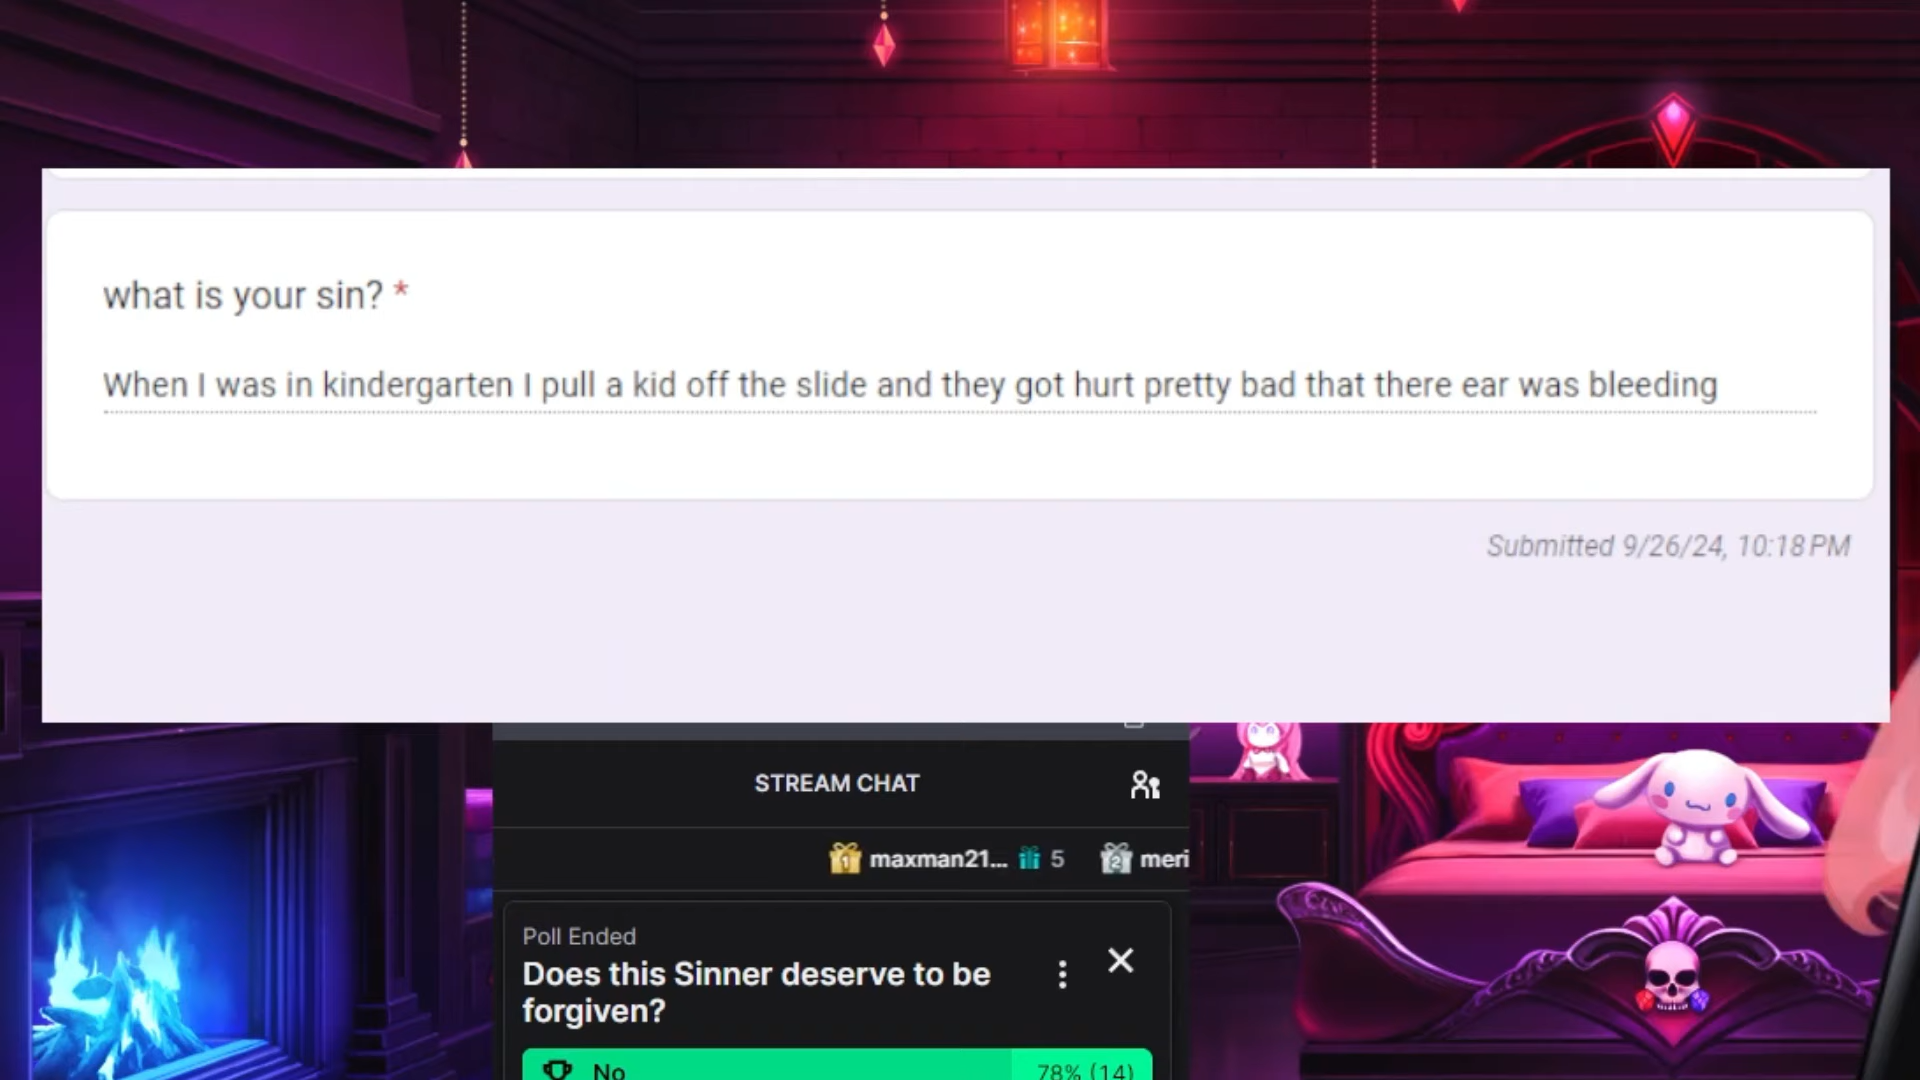 what is your sin? *
When I was in kindergarten I pull a kid off the slide and they got hurt pretty bad that there ear was bleeding
Submitted 9/26/24, 10:18 PM
STREAM CHAT
1 maxman21... 5 2 meri
Poll Ended
Does this Sinner deserve to be
forgiven?
No 78% (14)